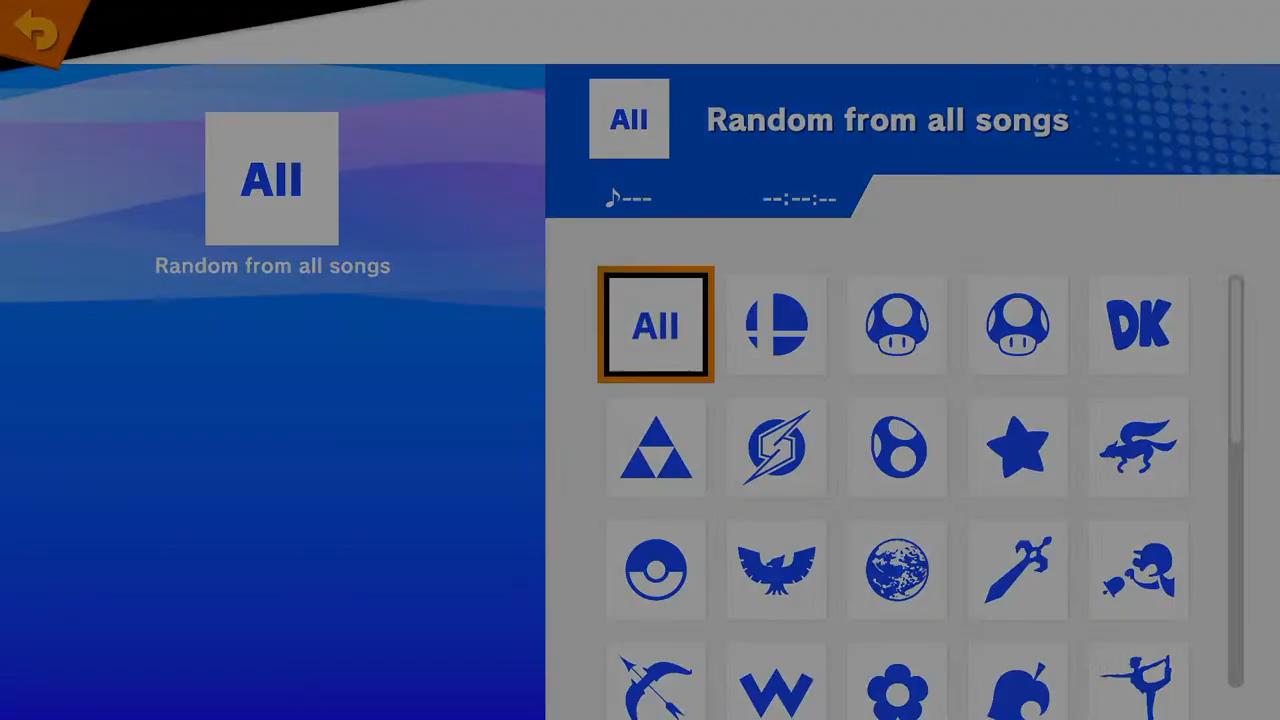 All
Random from all songs
All
Random from all songs
♪--- --:--:--
All
DK
W